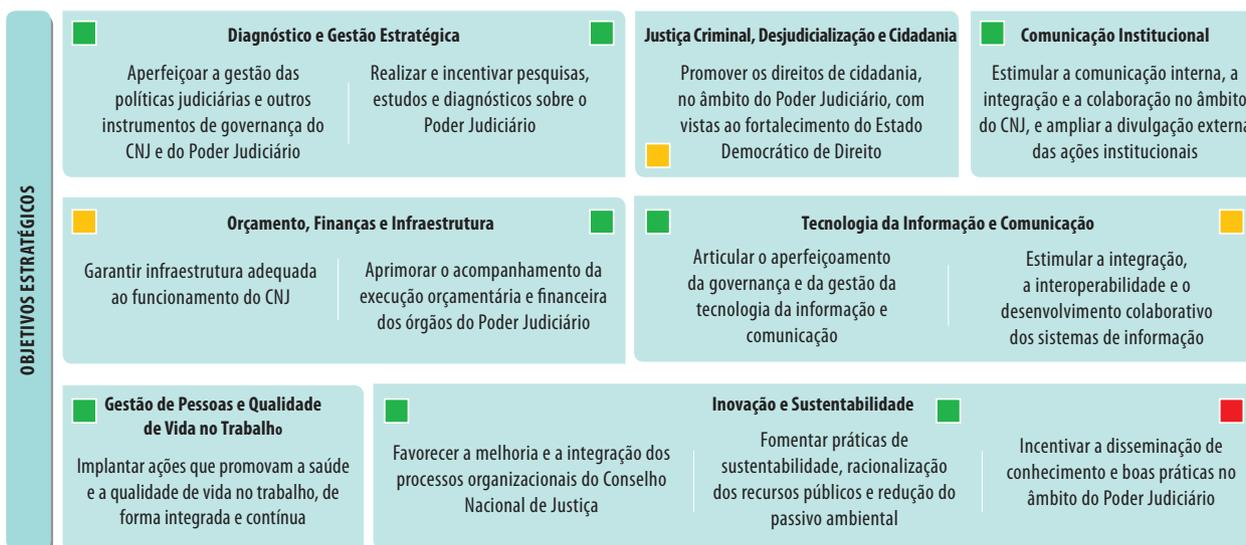 OBJETIVOS ESTRATÉGICOS
Diagnóstico e Gestão Estratégica
Aperfeiçoar a gestão das
políticas judiciárias e outros
instrumentos de governança do
CNJ e do Poder Judiciário
Realizar e incentivar pesquisas,
estudos e diagnósticos sobre o
Poder Judiciário
Justiça Criminal, Desjudicialização e Cidadania
Promover os direitos de cidadania,
no âmbito do Poder Judiciário, com
vistas ao fortalecimento do Estado
Democrático de Direito
Comunicação Institucional
Estimular a comunicação interna, a
integração e a colaboração no âmbito
do CNJ, e ampliar a divulgação externa
das ações institucionais
Orçamento, Finanças e Infraestrutura
Garantir infraestrutura adequada
ao funcionamento do CNJ
Aprimorar o acompanhamento da
execução orçamentária e financeira
dos órgãos do Poder Judiciário
Tecnologia da Informação e Comunicação
Articular o aperfeiçoamento
da governança e da gestão da
tecnologia da informação e
comunicação
Estimular a integração,
a interoperabilidade e o
desenvolvimento colaborativo
dos sistemas de informação
Gestão de Pessoas e Qualidade
de Vida no Trabalho
Implantar ações que promovam a saúde
e a qualidade de vida no trabalho, de
forma integrada e contínua
Inovação e Sustentabilidade
Favorecer a melhoria e a integração dos
processos organizacionais do Conselho
Nacional de Justiça
Fomentar práticas de
sustentabilidade, racionalização
dos recursos públicos e redução do
passivo ambiental
Incentivar a disseminação de
conhecimento e boas práticas no
âmbito do Poder Judiciário